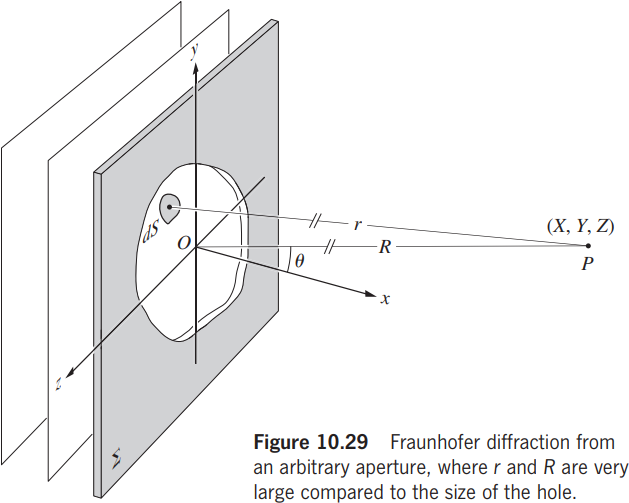 y
dS
r
(X, Y, Z)
O
R
P
θ
x
z
Σ
Figure 10.29 Fraunhofer diffraction from
an arbitrary aperture, where r and R are very
large compared to the size of the hole.